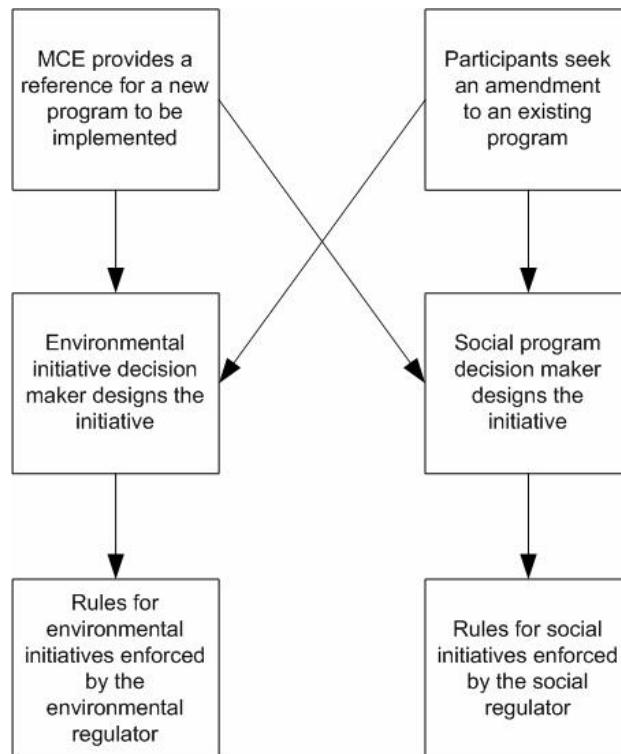 MCE provides a
reference for a new
program to be
implemented
Participants seek
an amendment
to an existing
program
Environmental
initiative decision
maker designs the
initiative
Social program
decision maker
designs the
initiative
Rules for
environmental
initiatives enforced
by the
environmental
regulator
Rules for social
initiatives enforced
by the social
regulator